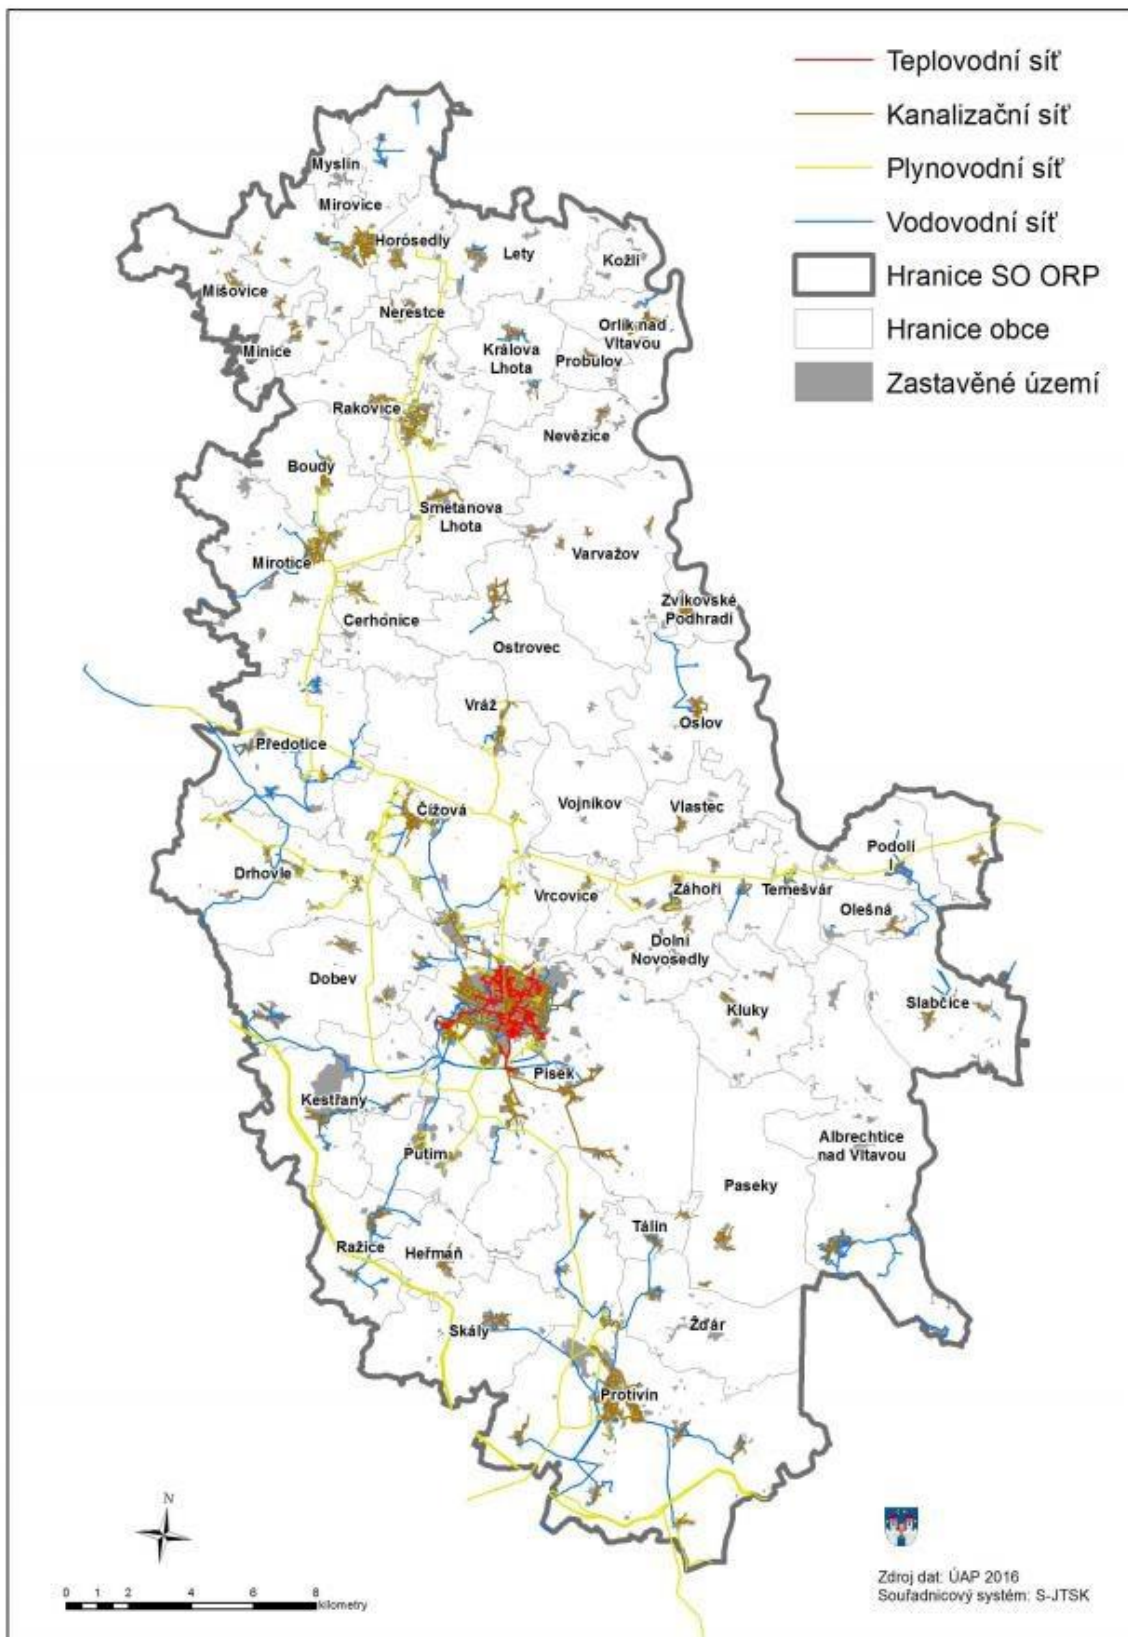 Teplovodní síť
Kanalizační síť
Plynovodní síť
Vodovodní síť
Hranice SO ORP
Hranice obce
Zastavěné území
Myslín
Mirovice
Horosedly
Lety
Kožlí
Mišovice
Nerestce
Orlík nad
Vltavou
Minice
Králova
Lhota
Probulov
Rakovice
Nevězice
Boudy
Smetanova
Lhota
Varvažov
Mirotice
Cerhonice
Zvíkovské
Podhradí
Ostrovec
Vráž
Oslov
Předotice
Čížová
Vojníkov
Vlastec
Podolí
I
Drhovle
Vrcovice
Záhoří
Temešvár
Olešná
Dolní
Novosedly
Dobev
Kluky
Slabčice
Písek
Kestřany
Albrechtice
nad Vltavou
Putim
Paseky
Tálín
Ražice
Heřmaň
Skály
Žďár
Protivín
N
0 1 2 4 6 8
kilometry
Zdroj dat: ÚAP 2016
Souřadnicový systém: S-JTSK